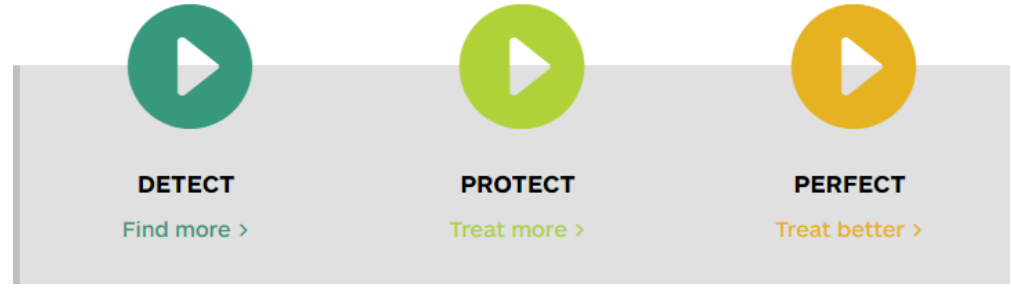 DETECT
Find more >
PROTECT
Treat more >
PERFECT
Treat better >